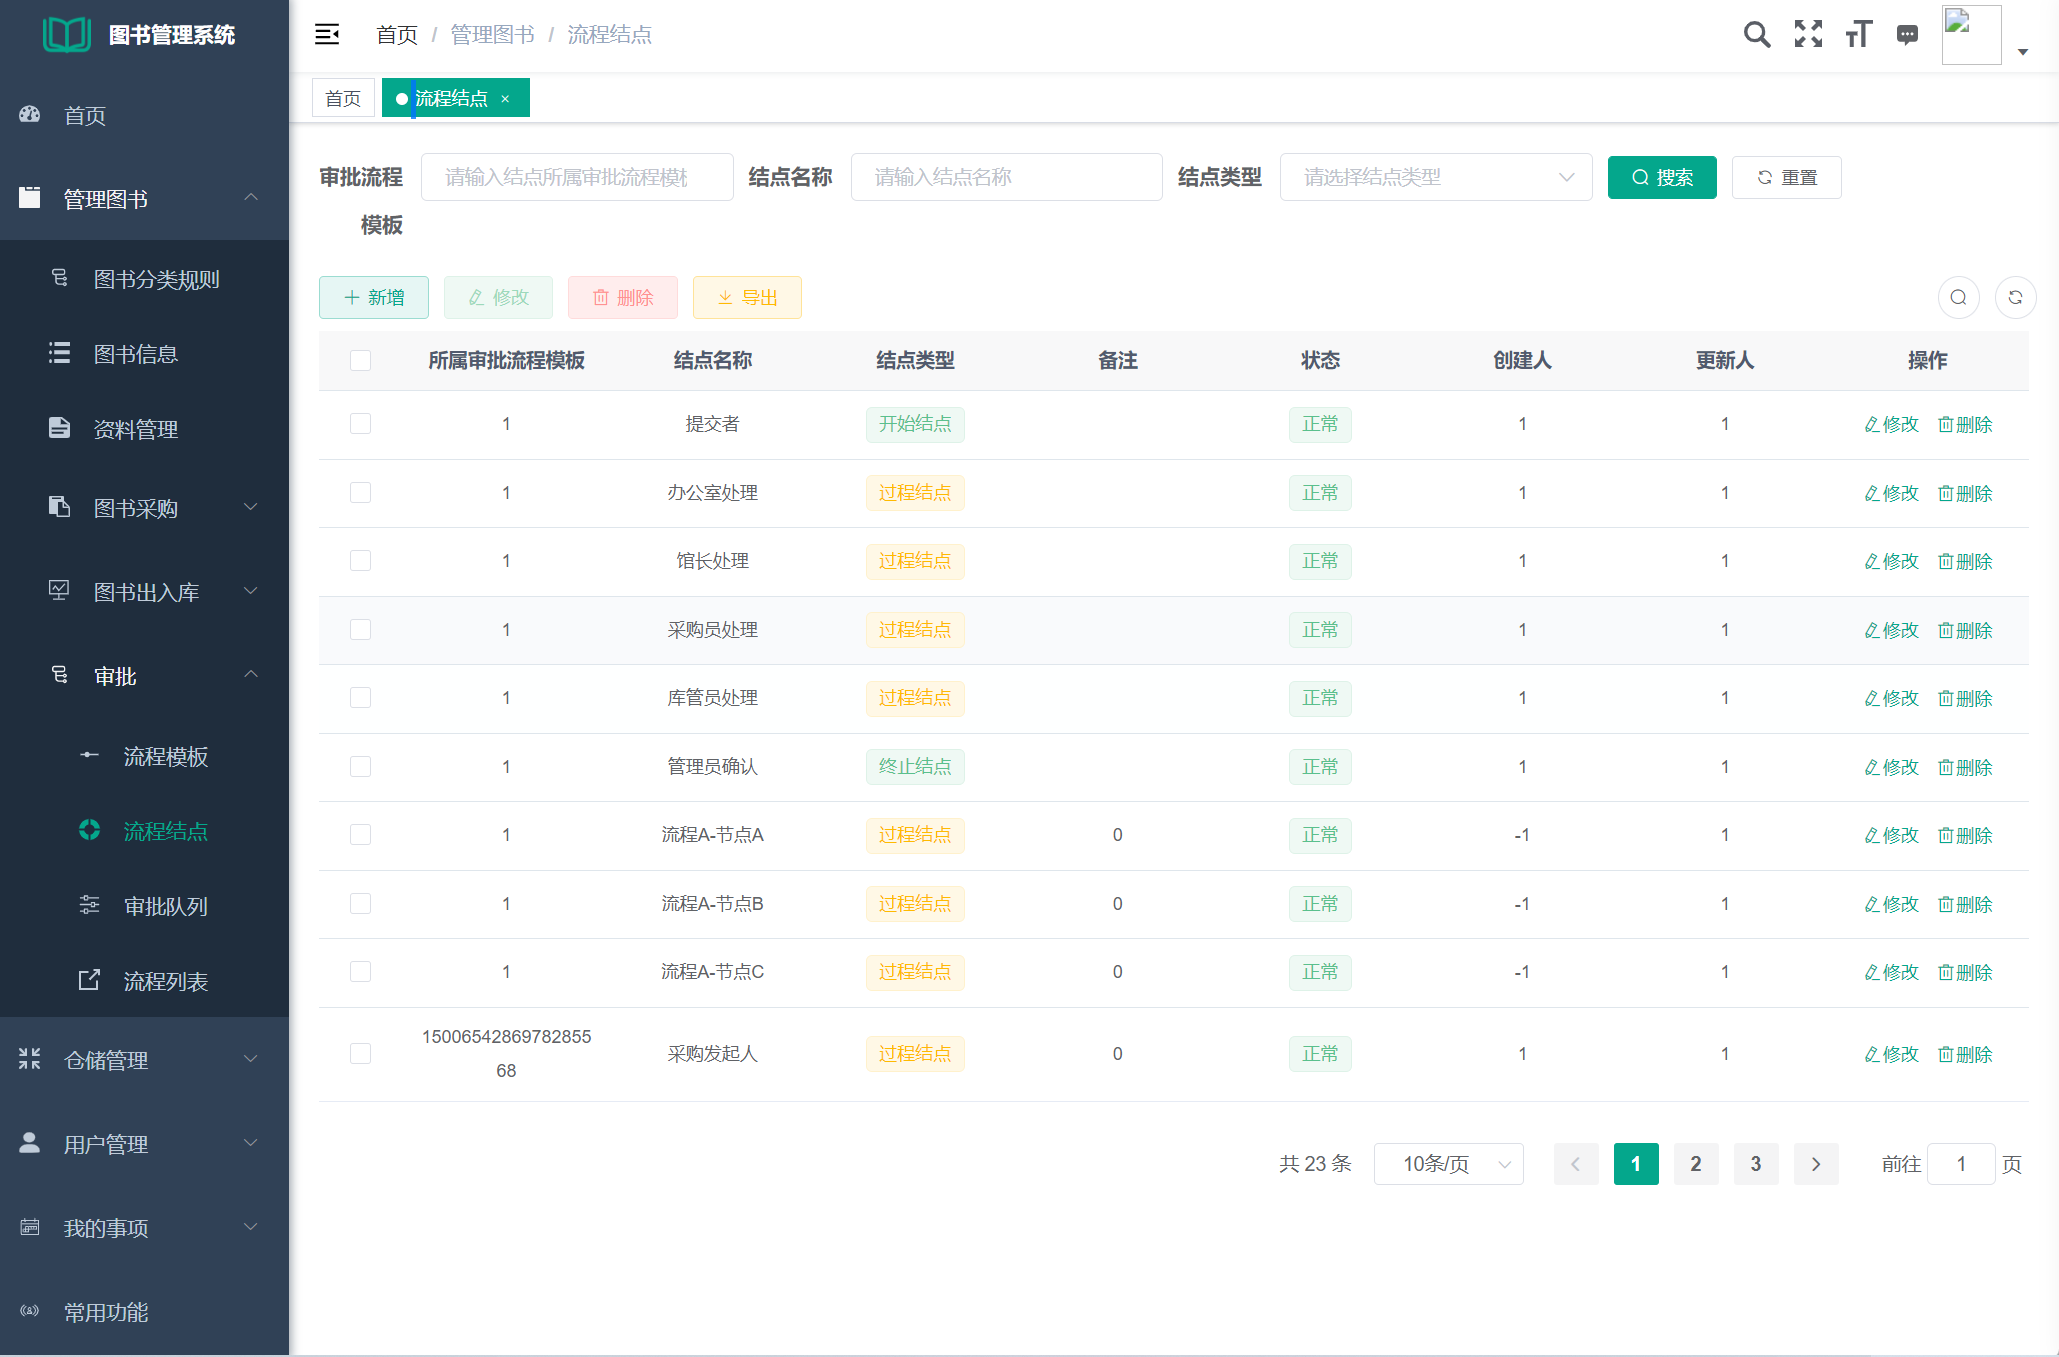 图书管理系统
首页 / 管理图书 / 流程结点
首页
流程结点 ×
首页
管理图书
图书分类规则
图书信息
资料管理
图书采购
图书出入库
审批
流程模板
流程结点
审批队列
流程列表
仓储管理
用户管理
我的事项
常用功能
审批流程模板 请输入结点所属审批流程模板 结点名称 请输入结点名称 结点类型 请选择结点类型 搜索 重置
新增 修改 删除 导出
所属审批流程模板 结点名称 结点类型 备注 状态 创建人 更新人 操作
1 提交者 开始结点 正常 1 1 修改 删除
1 办公室处理 过程结点 正常 1 1 修改 删除
1 馆长处理 过程结点 正常 1 1 修改 删除
1 采购员处理 过程结点 正常 1 1 修改 删除
1 库管员处理 过程结点 正常 1 1 修改 删除
1 管理员确认 终止结点 正常 1 1 修改 删除
1 流程A-节点A 过程结点 0 正常 -1 1 修改 删除
1 流程A-节点B 过程结点 0 正常 -1 1 修改 删除
1 流程A-节点C 过程结点 0 正常 -1 1 修改 删除
1500654286978285568 采购发起人 过程结点 0 正常 1 1 修改 删除
共 23 条 10条/页 1 2 3 前往 1 页